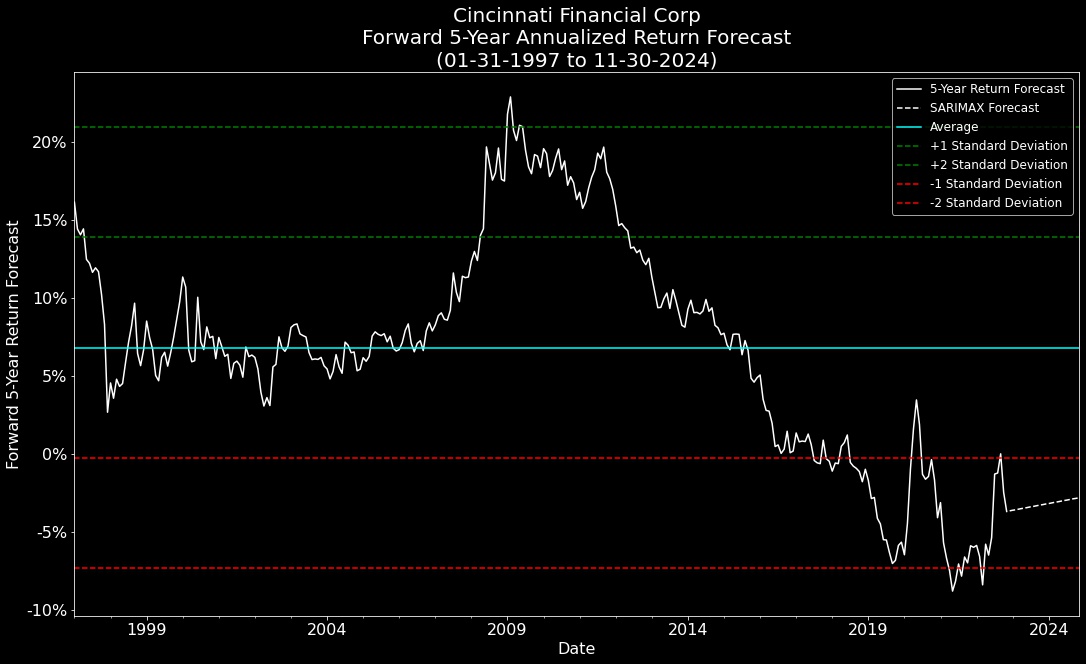 Cincinnati Financial Corp
Forward 5-Year Annualized Return Forecast
(01-31-1997 to 11-30-2024)
5-Year Return Forecast
SARIMAX Forecast
Average
+1 Standard Deviation
+2 Standard Deviation
-1 Standard Deviation
-2 Standard Deviation
Forward 5-Year Return Forecast
20%
15%
10%
5%
0%
-5%
-10%
1999
2004
2009
2014
2019
2024
Date